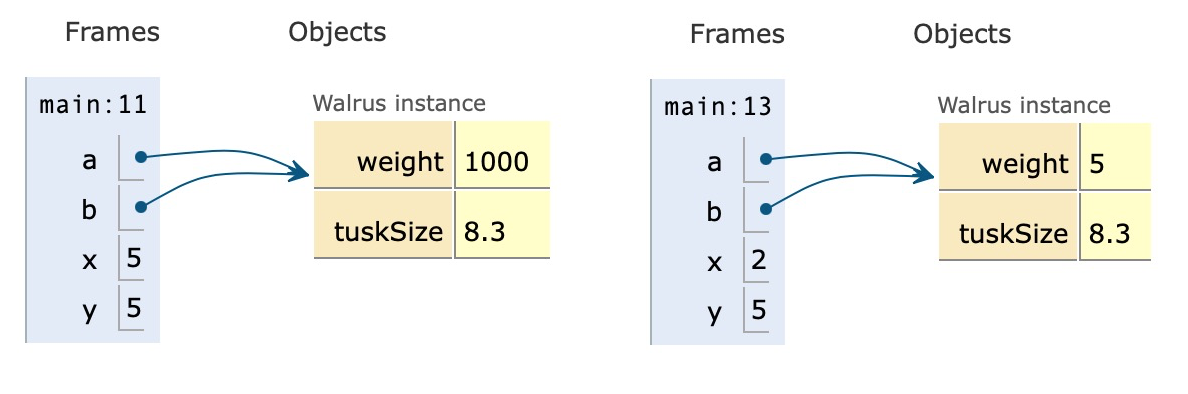 Frames Objects
main:11
Walrus instance
a
weight 1000
b
tuskSize 8.3
x 5
y 5
Frames Objects
main:13
Walrus instance
a
weight 5
b
tuskSize 8.3
x 2
y 5